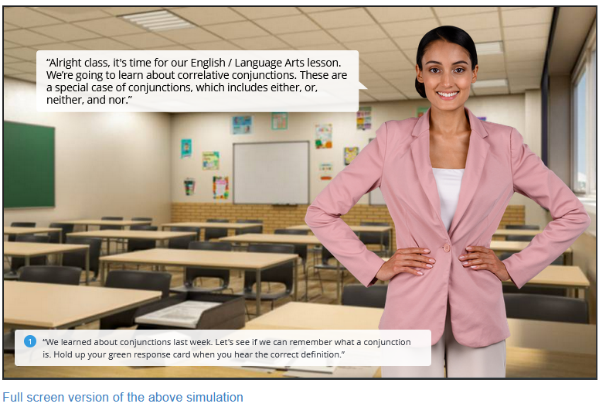 “Alright class, it's time for our English / Language Arts lesson.
We're going to learn about correlative conjunctions. These are
a special case of conjunctions, which includes either, or,
neither, and nor.”
1 “We learned about conjunctions last week. Let's see if we can remember what a conjunction
is. Hold up your green response card when you hear the correct definition.”
Full screen version of the above simulation